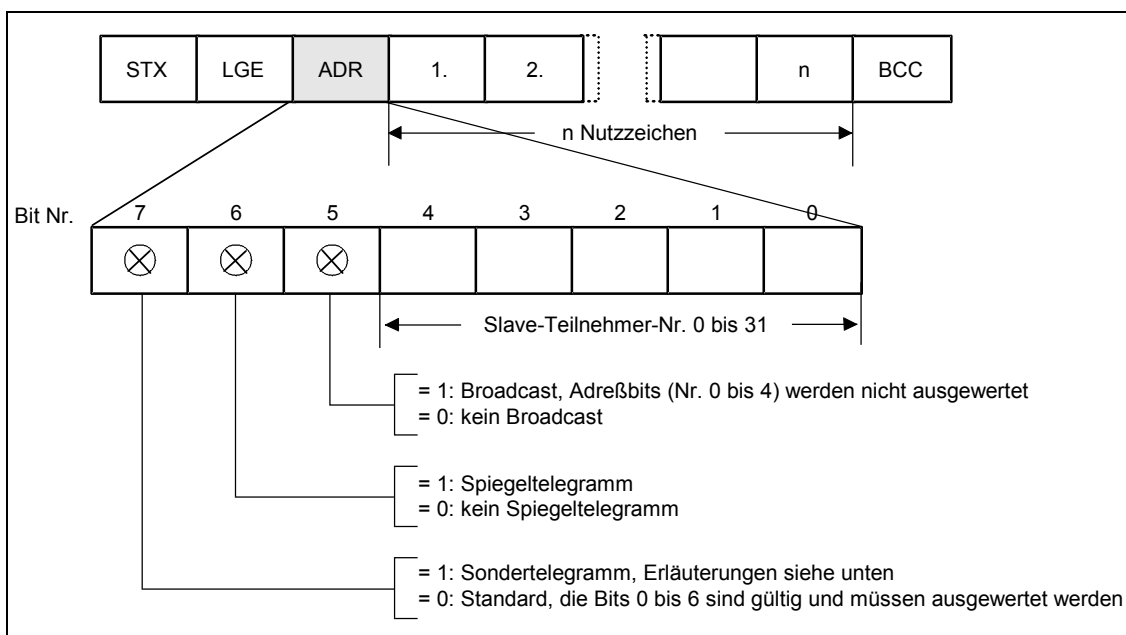 STX LGE ADR 1. 2. n BCC
n Nutzzeichen
Bit Nr. 7 6 5 4 3 2 1 0
Slave-Teilnehmer-Nr. 0 bis 31
= 1: Broadcast, Adreßbits (Nr. 0 bis 4) werden nicht ausgewertet
= 0: kein Broadcast
= 1: Spiegeltelegramm
= 0: kein Spiegeltelegramm
= 1: Sondertelegramm, Erläuterungen siehe unten
= 0: Standard, die Bits 0 bis 6 sind gültig und müssen ausgewertet werden